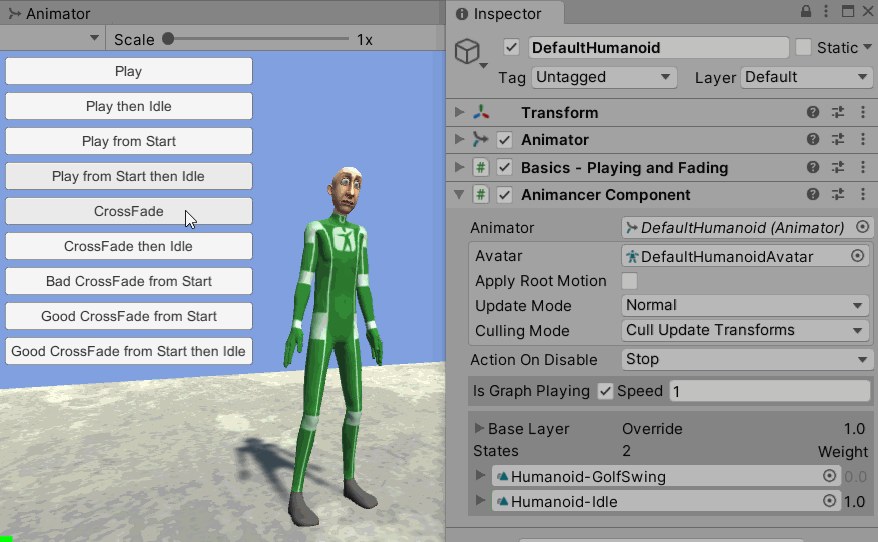 Animator
Scale 1x
Play
Play then Idle
Play from Start
Play from Start then Idle
CrossFade
CrossFade then Idle
Bad CrossFade from Start
Good CrossFade from Start
Good CrossFade from Start then Idle
Inspector
DefaultHumanoid Static
Tag Untagged Layer Default
Transform
Animator
# Basics - Playing and Fading
# Animancer Component
Animator DefaultHumanoid (Animator)
Avatar DefaultHumanoidAvatar
Apply Root Motion
Update Mode Normal
Culling Mode Cull Update Transforms
Action On Disable Stop
Is Graph Playing Speed 1
Base Layer Override 1.0
States 2 Weight
Humanoid-GolfSwing 0.0
Humanoid-Idle 1.0